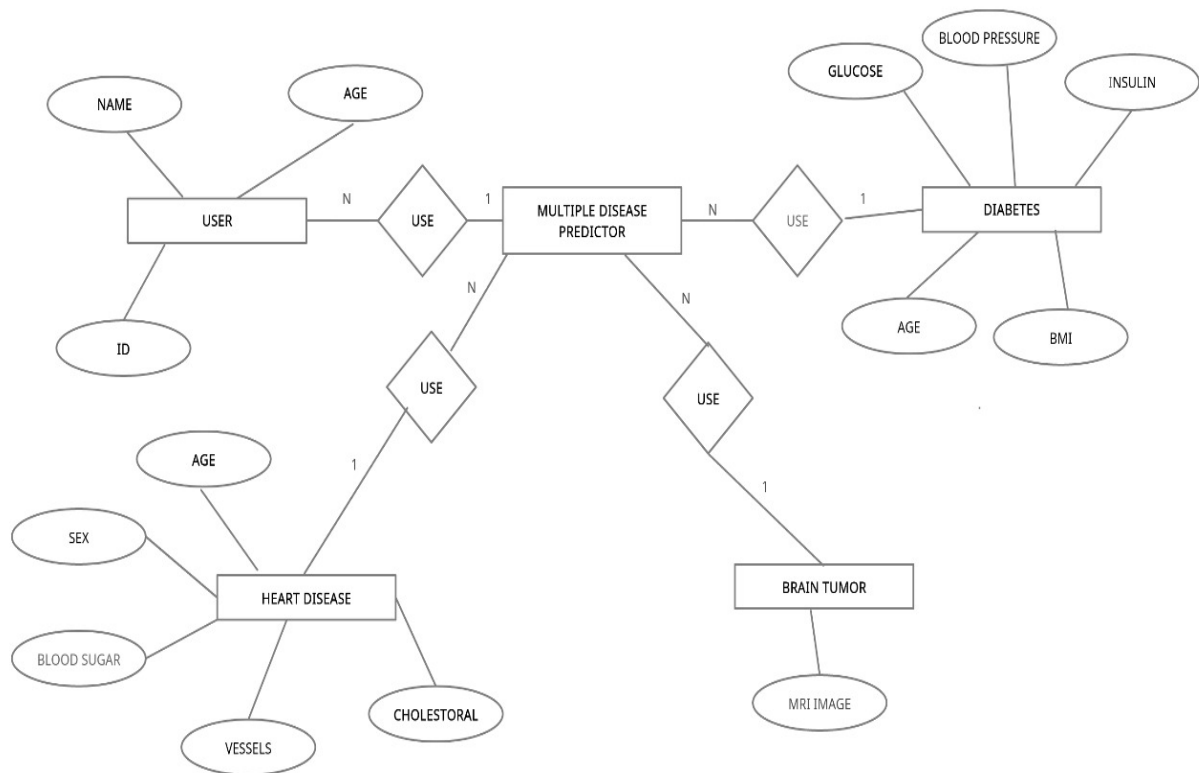 BLOOD PRESSURE
GLUCOSE
INSULIN
NAME
AGE
N
USE
1
USER
MULTIPLE DISEASE
PREDICTOR
N
USE
1
DIABETES
ID
N
USE
1
N
USE
1
AGE
BMI
AGE
SEX
HEART DISEASE
BLOOD SUGAR
VESSELS
CHOLESTORAL
BRAIN TUMOR
MRI IMAGE